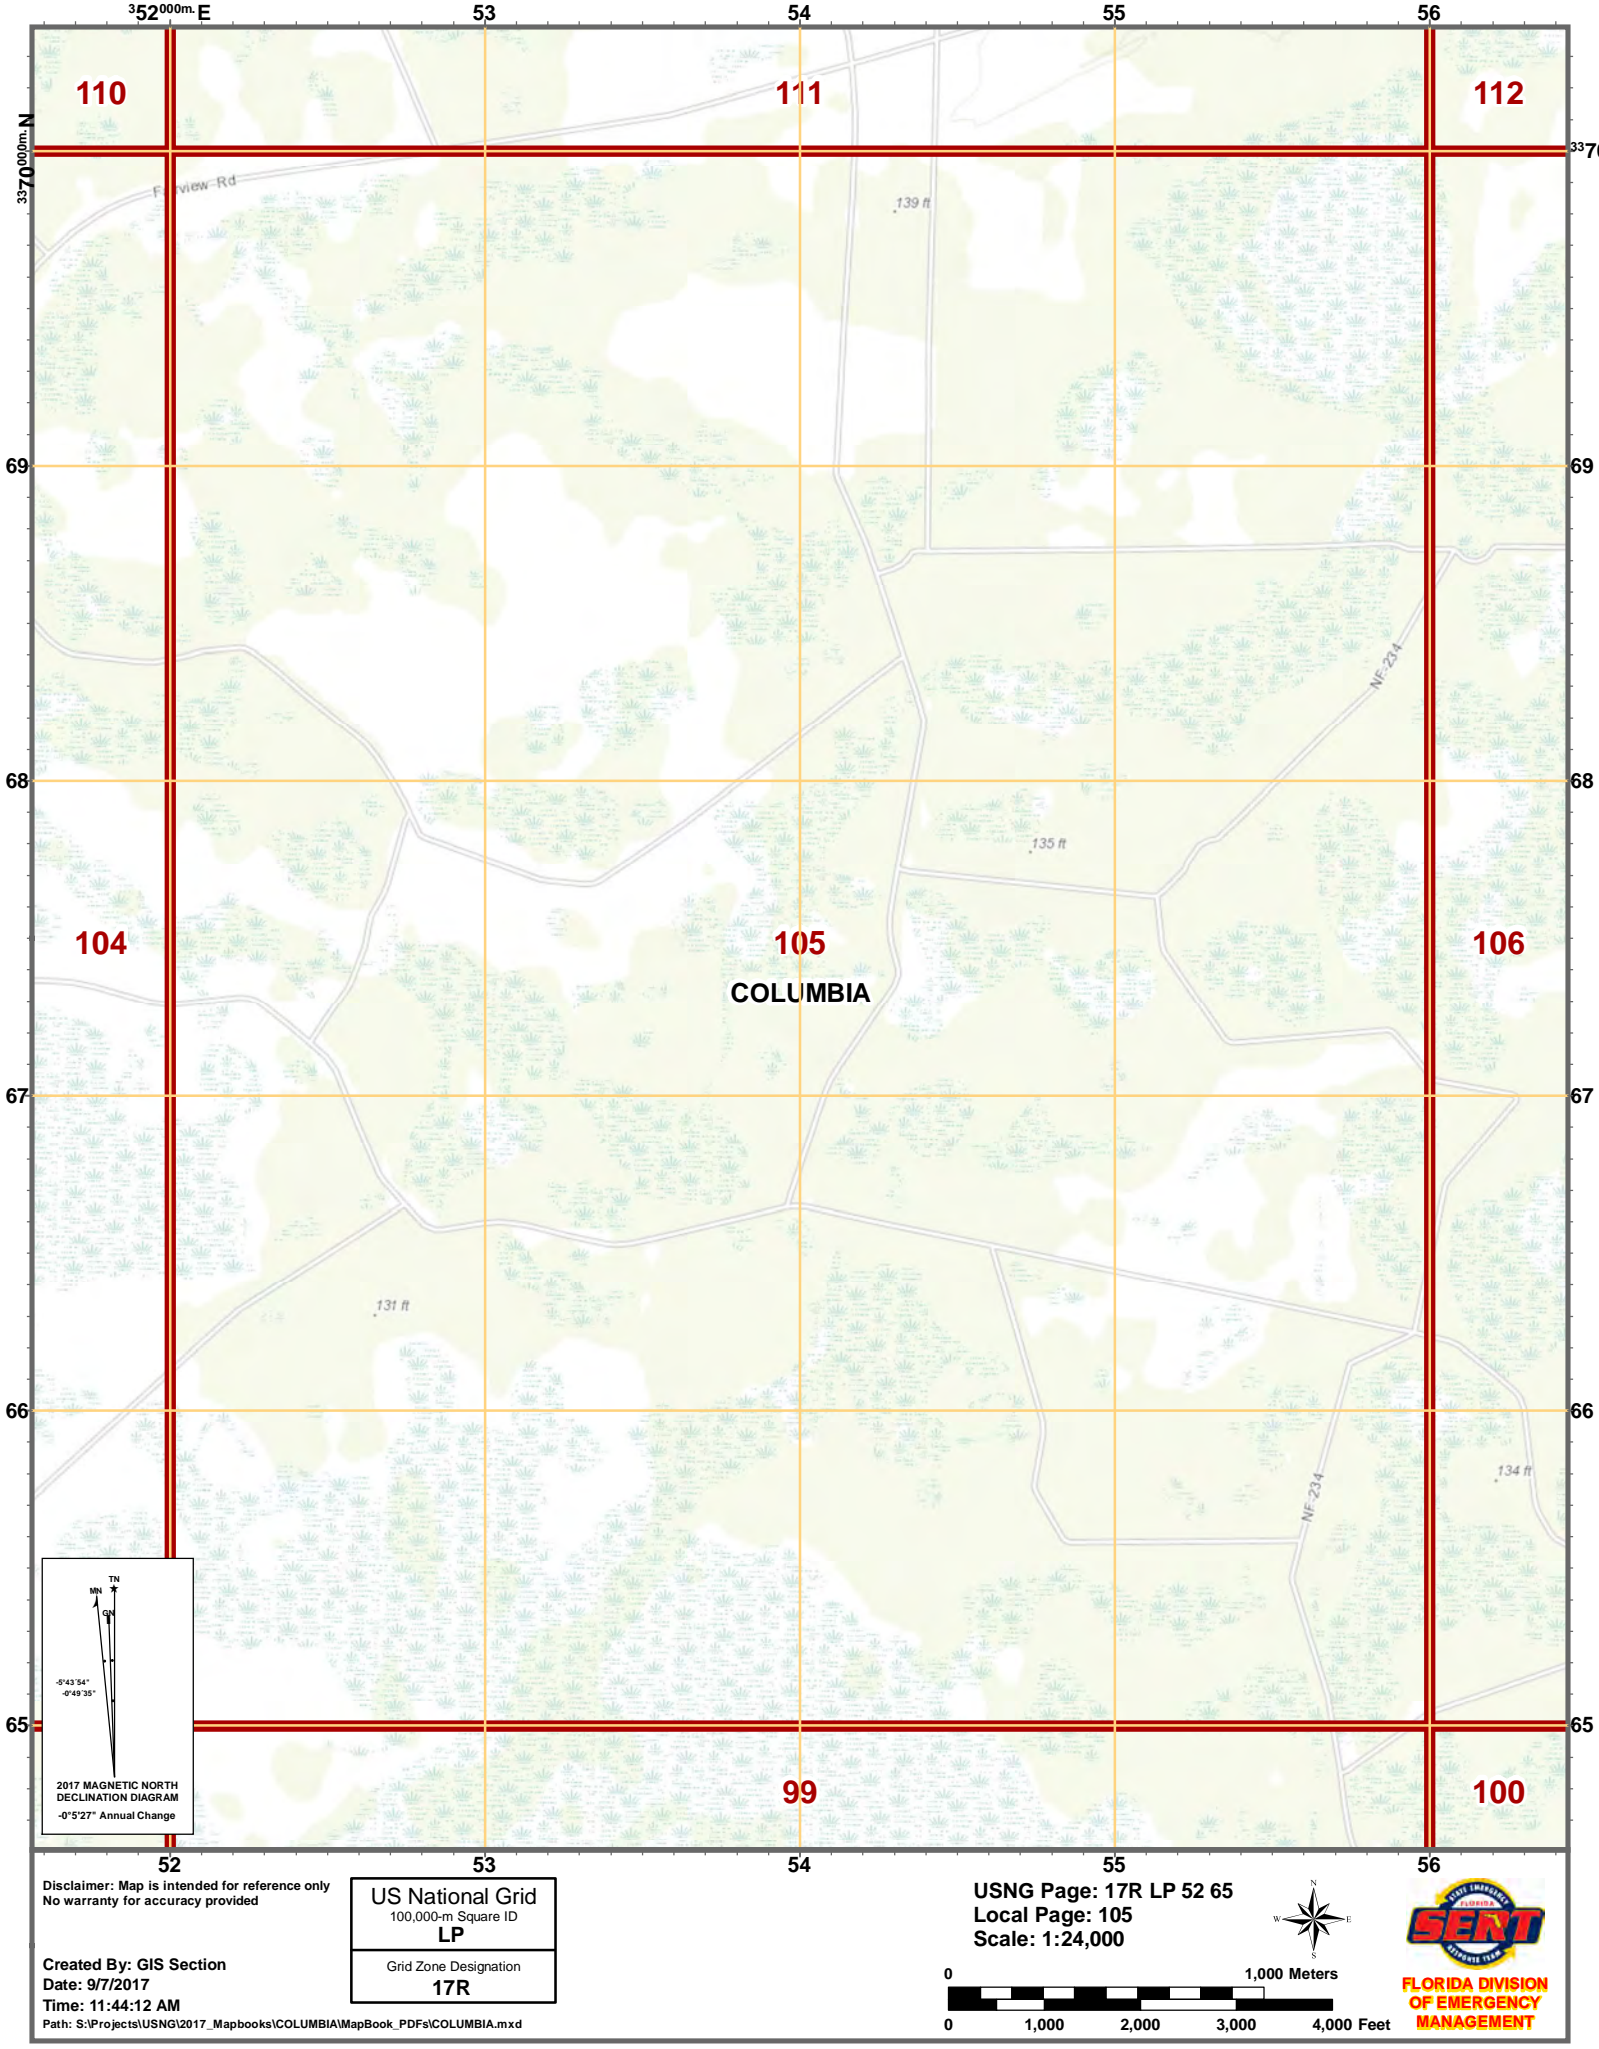 352000m.E 53 54 55 56
110 111 112
3370000m.N
3370
Fairview Rd
139 ft
69 69
NF-234
68 68
135 ft
104 105 106
COLUMBIA
67 67
131 ft
66 66
134 ft
NF-234
TN
MN
GN
-5°43'54"
-0°49'35"
65 65
2017 MAGNETIC NORTH
DECLINATION DIAGRAM
-0°5'27" Annual Change
99 100
52 53 54 55 56
Disclaimer: Map is intended for reference only
No warranty for accuracy provided
Created By: GIS Section
Date: 9/7/2017
Time: 11:44:12 AM
Path: S:\Projects\USNG\2017_Mapbooks\COLUMBIA\MapBook_PDFs\COLUMBIA.mxd
US National Grid
100,000-m Square ID
LP
Grid Zone Designation
17R
USNG Page: 17R LP 52 65
Local Page: 105
Scale: 1:24,000
N
W E
S
0 1,000 Meters
0 1,000 2,000 3,000 4,000 Feet
STATE EMERGENCY
FLORIDA
SERT
RESPONSE TEAM
FLORIDA DIVISION
OF EMERGENCY
MANAGEMENT